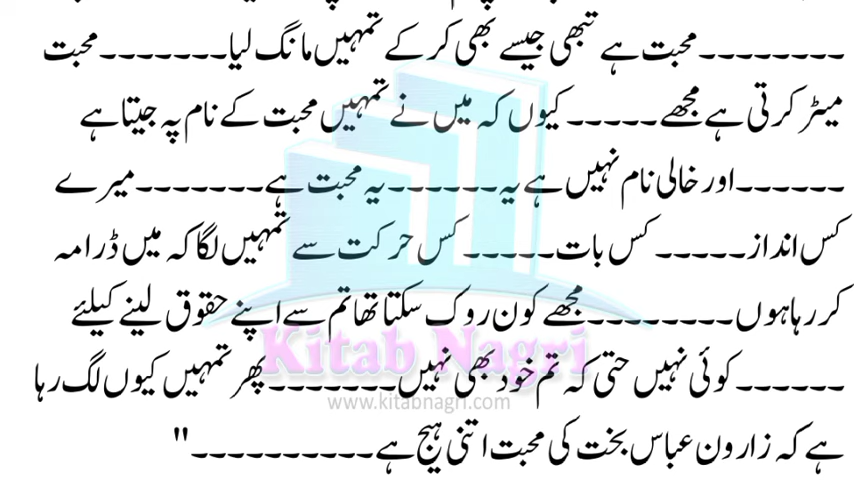 --------محبت ہے تبھی جیسے بھی کر کے تمہیں مانگ لیا-------محبت
میٹر کرتی ہے مجھے-----کیوں کہ میں نے تمہیں محبت کے نام پہ جیتا ہے
------اور خالی نام نہیں ہے یہ------یہ محبت ہے-------میرے
کس انداز-----کس بات-----کس حرکت سے تمہیں لگا کہ میں ڈرامہ
کر رہا ہوں--------مجھے کون روک سکتا تھا تم سے اپنے حقوق لینے کیلئے
------کوئی نہیں حتی کہ تم خود بھی نہیں-------پھر تمہیں کیوں لگ رہا
ہے کہ زارون عباس بخت کی محبت اتنی ہیج ہے----------"
Kitab Nagri
www.kitabnagri.com